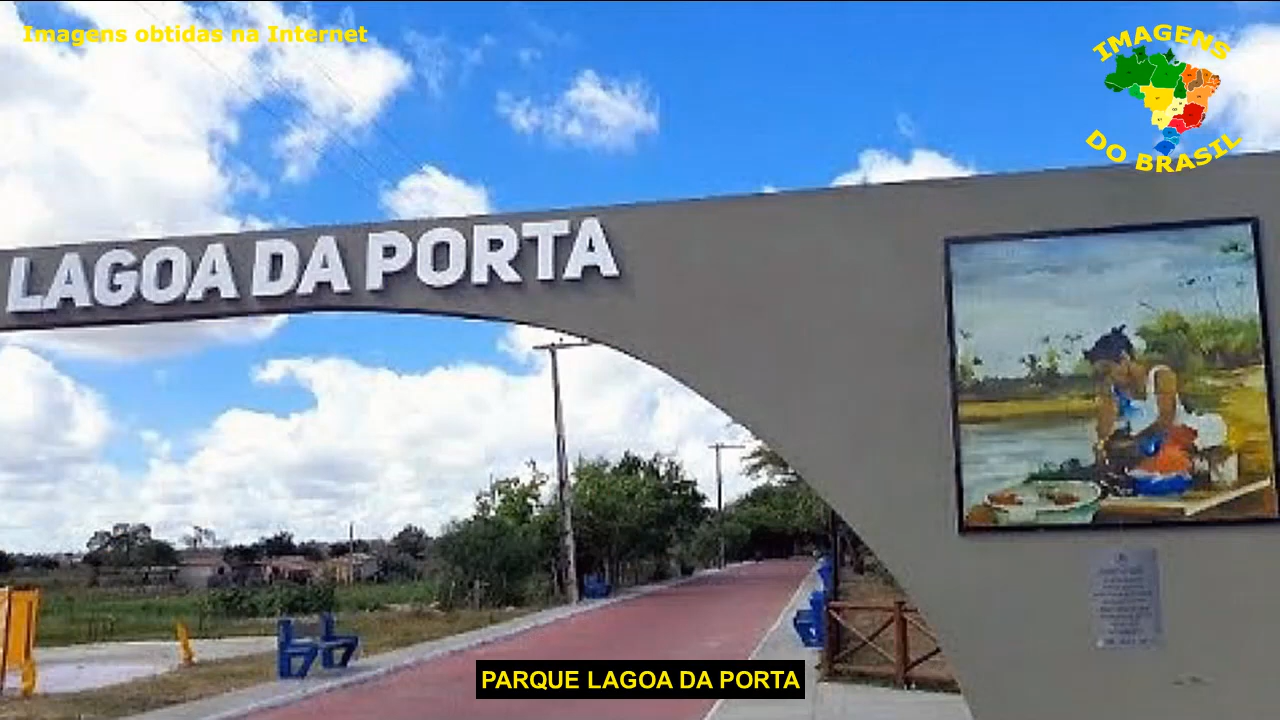 Imagens obtidas na Internet
IMAGENS
DO BRASIL
LAGOA DA PORTA
PARQUE LAGOA DA PORTA